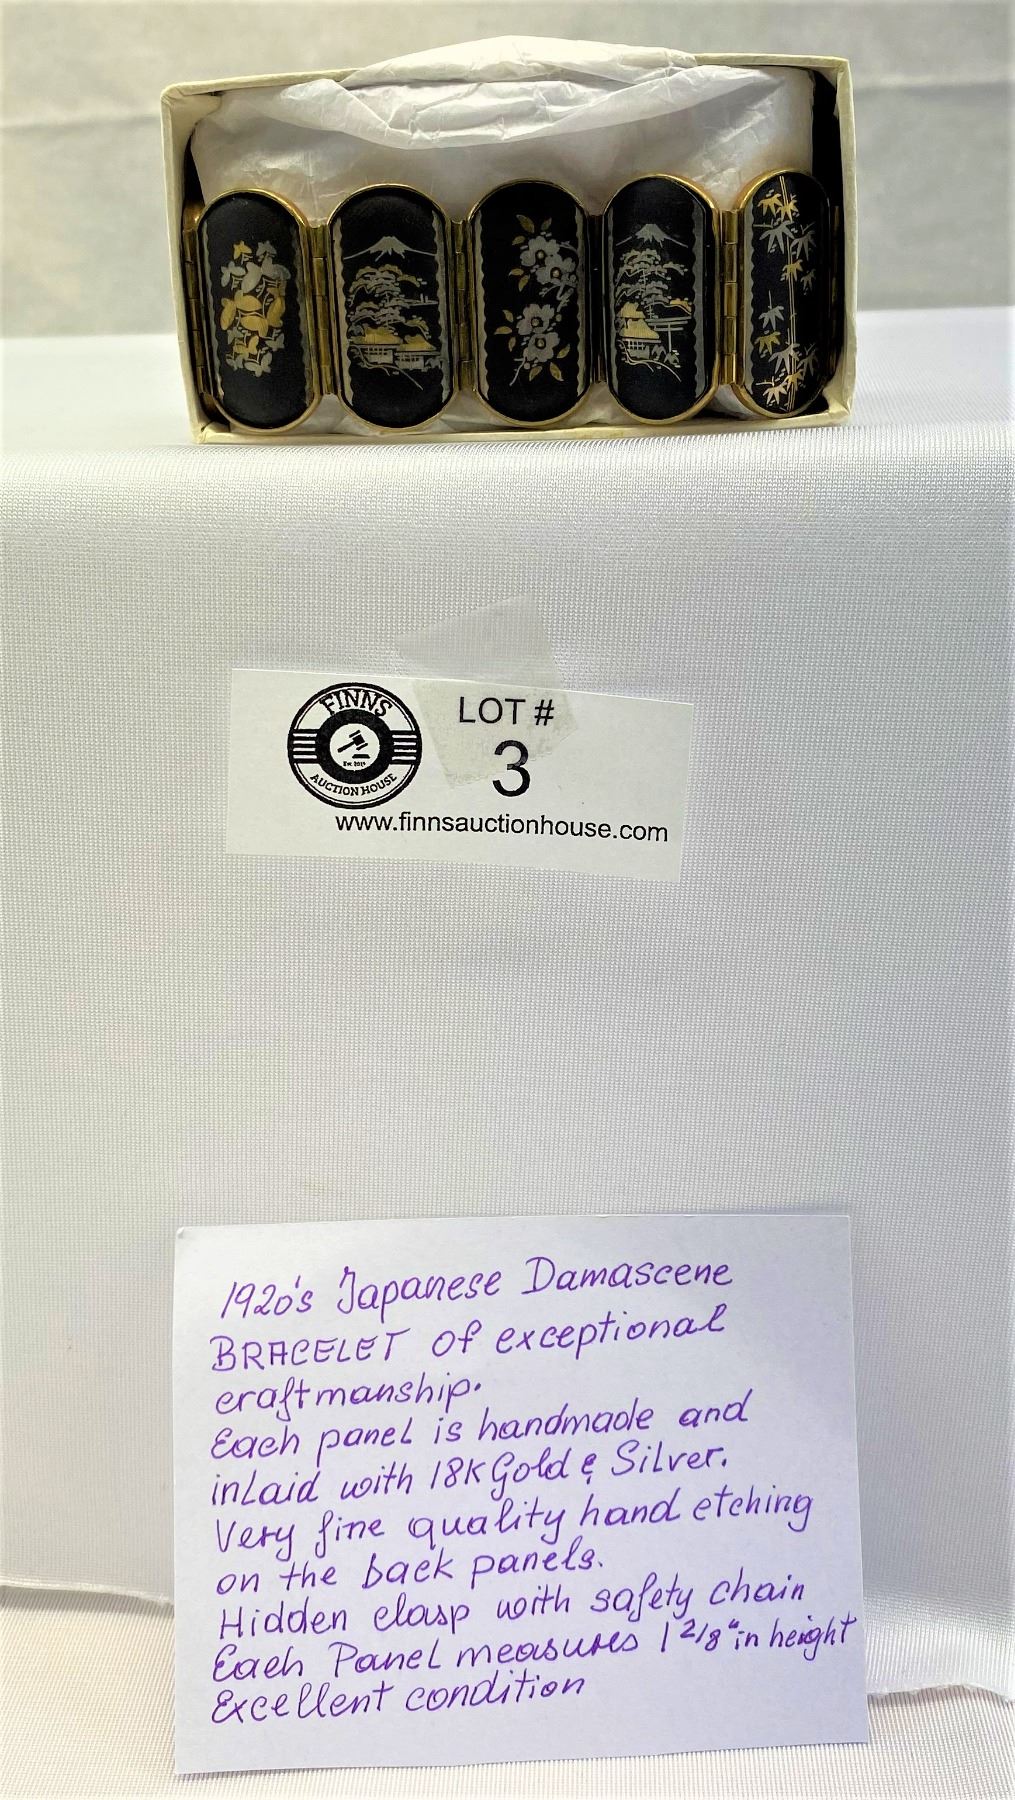 FINNS
Est. 2019
AUCTION HOUSE
LOT #
3
www.finnsauctionhouse.com
1920's Japanese Damascene
BRACELET of exceptional
craftmanship.
Each panel is handmade and
inlaid with 18K Gold & Silver.
Very fine quality hand etching
on the back panels.
Hidden clasp with safety chain
Each Panel measures 1 2/8" in height
Excellent condition